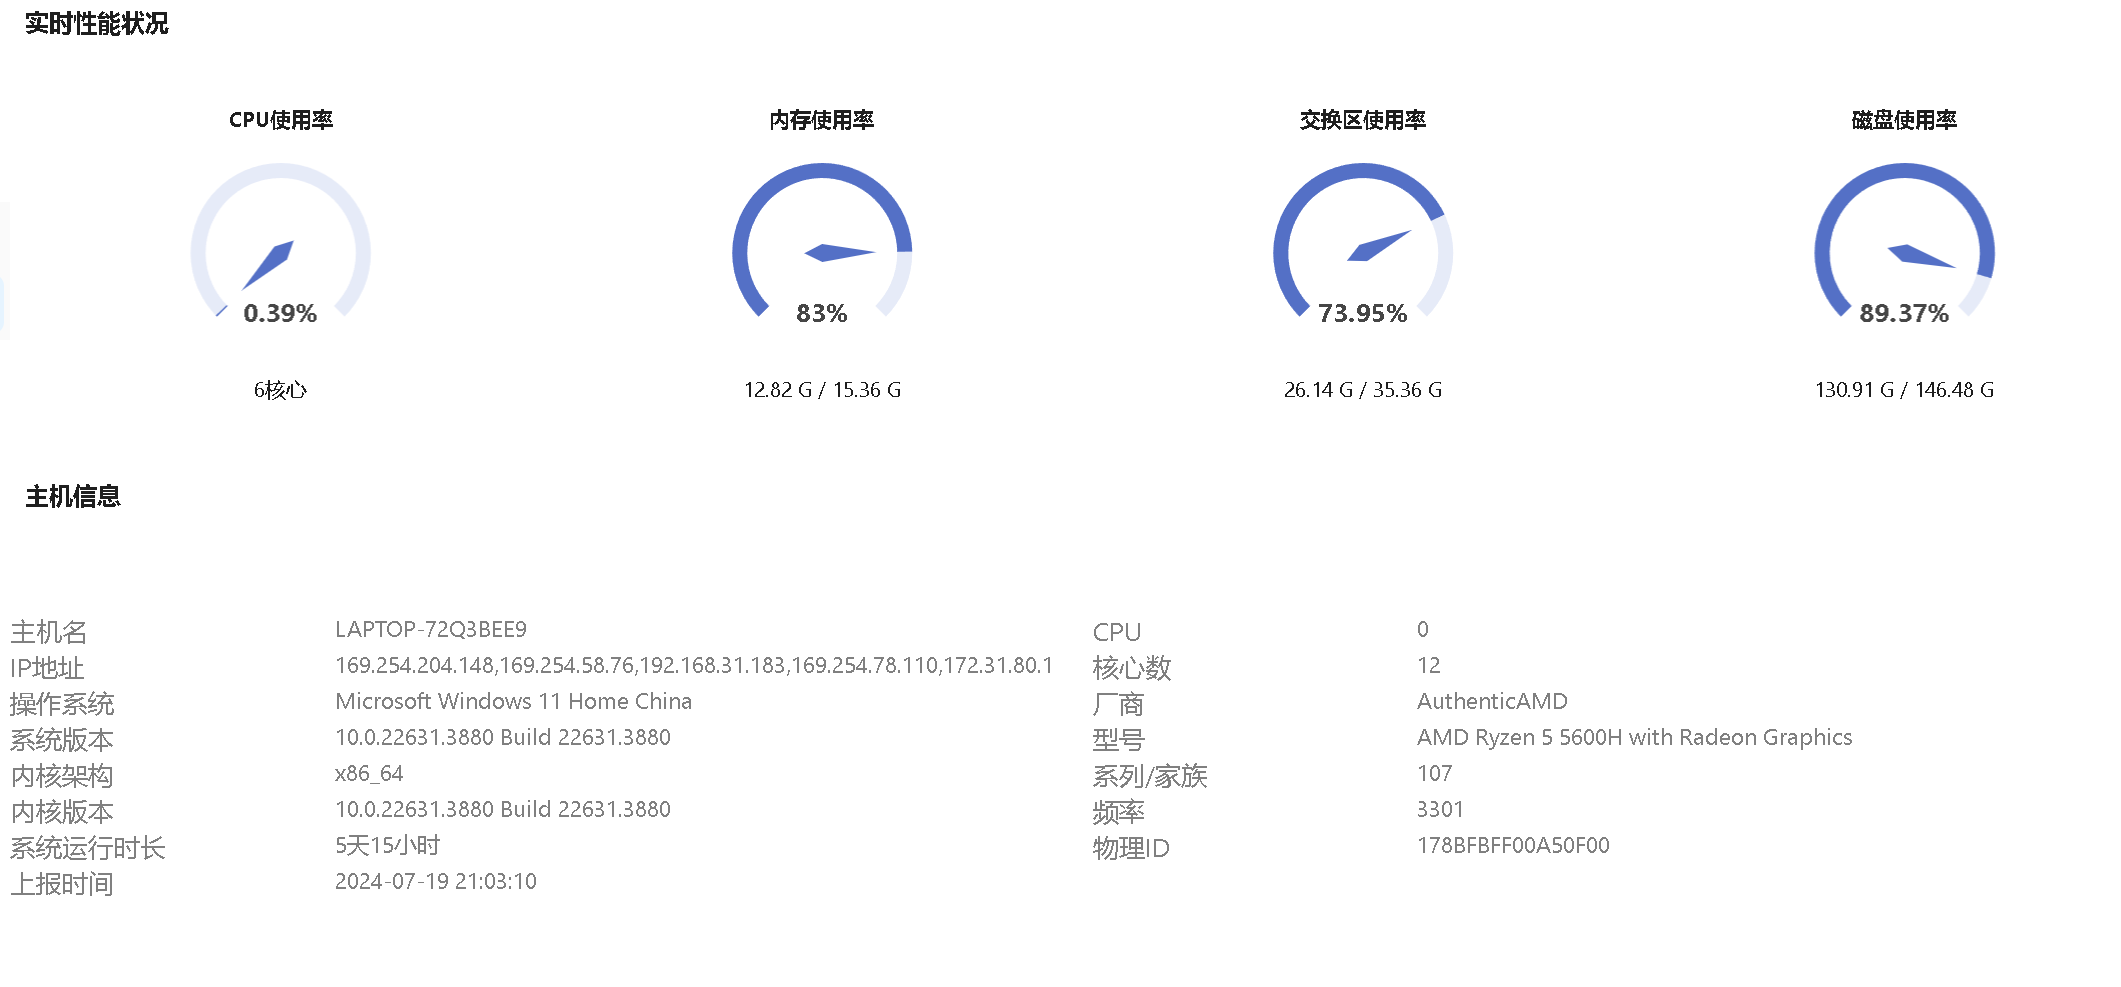 实时性能状况
CPU使用率
内存使用率
交换区使用率
磁盘使用率
0.39%
83%
73.95%
89.37%
6核心
12.82 G / 15.36 G
26.14 G / 35.36 G
130.91 G / 146.48 G
主机信息
主机名 LAPTOP-72Q3BEE9
IP地址 169.254.204.148,169.254.58.76,192.168.31.183,169.254.78.110,172.31.80.1
操作系统 Microsoft Windows 11 Home China
系统版本 10.0.22631.3880 Build 22631.3880
内核架构 x86_64
内核版本 10.0.22631.3880 Build 22631.3880
系统运行时长 5天15小时
上报时间 2024-07-19 21:03:10
CPU 0
核心数 12
厂商 AuthenticAMD
型号 AMD Ryzen 5 5600H with Radeon Graphics
系列/家族 107
频率 3301
物理ID 178BFBFF00A50F00